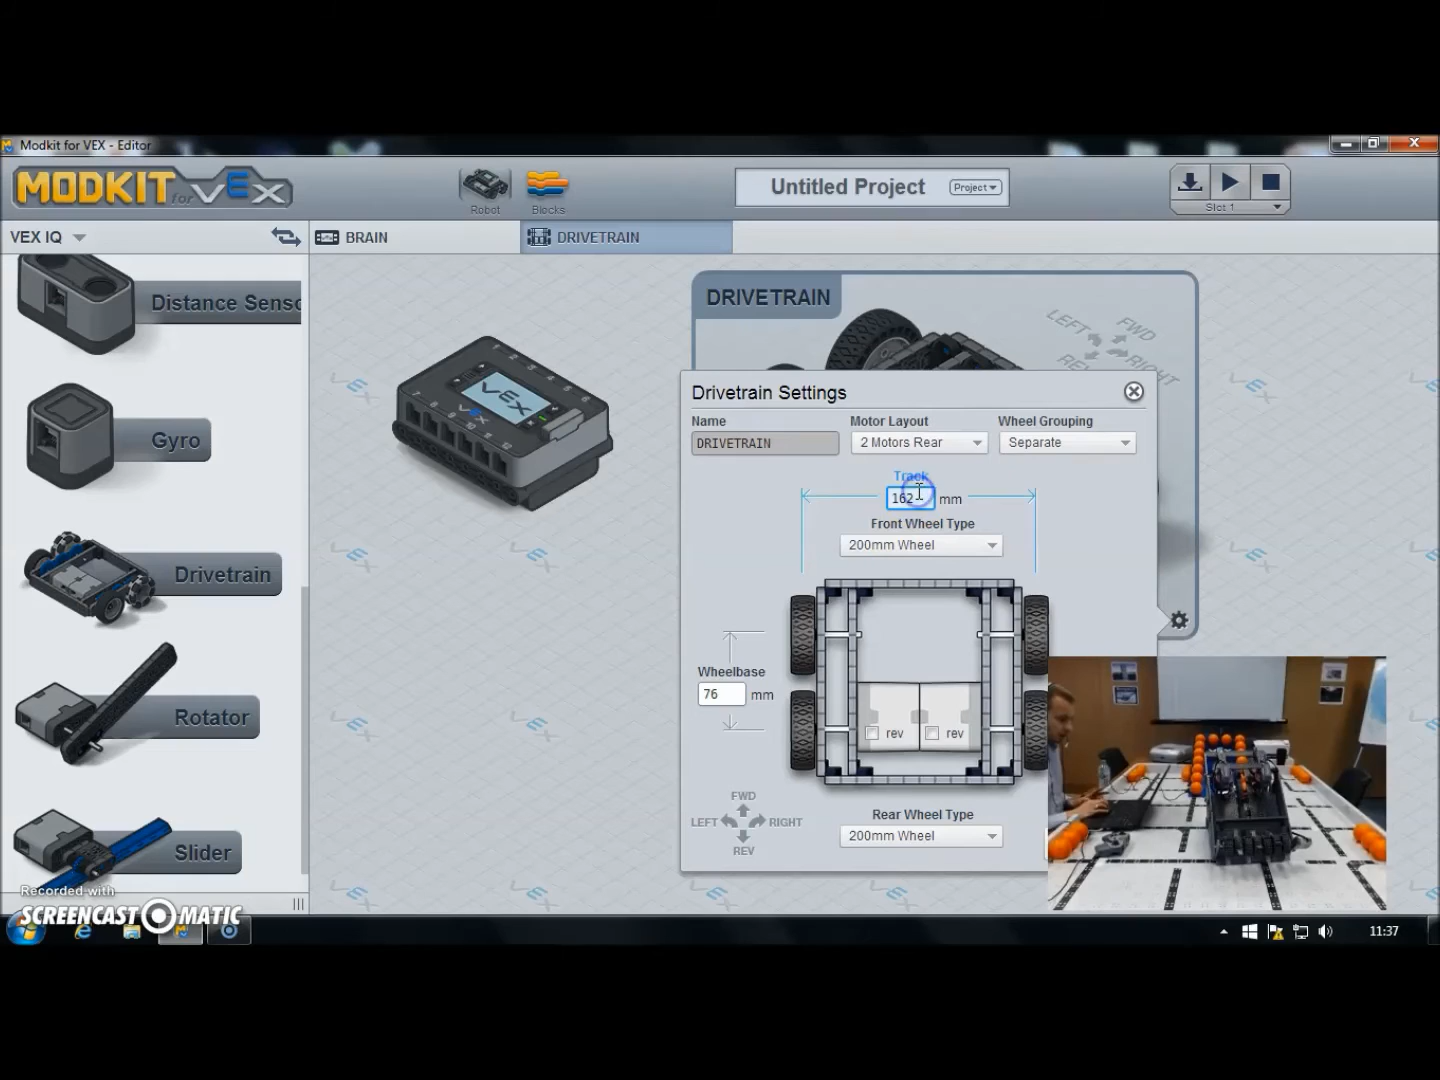 Modkit for VEX - Editor
MODKIT for VEX
Robot
Blocks
Untitled Project
Project
Slot 1
VEX IQ
BRAIN
DRIVETRAIN
Distance Senso
Gyro
Drivetrain
Rotator
Slider
VEX
VEX
DRIVETRAIN
LEFT
FWD
REV
RIGHT
Drivetrain Settings
Name
Motor Layout
Wheel Grouping
DRIVETRAIN
2 Motors Rear
Separate
Track
162 mm
Front Wheel Type
200mm Wheel
Wheelbase
76 mm
rev
rev
FWD
LEFT
RIGHT
REV
Rear Wheel Type
200mm Wheel
Recorded with
SCREENCAST-O-MATIC
11:37